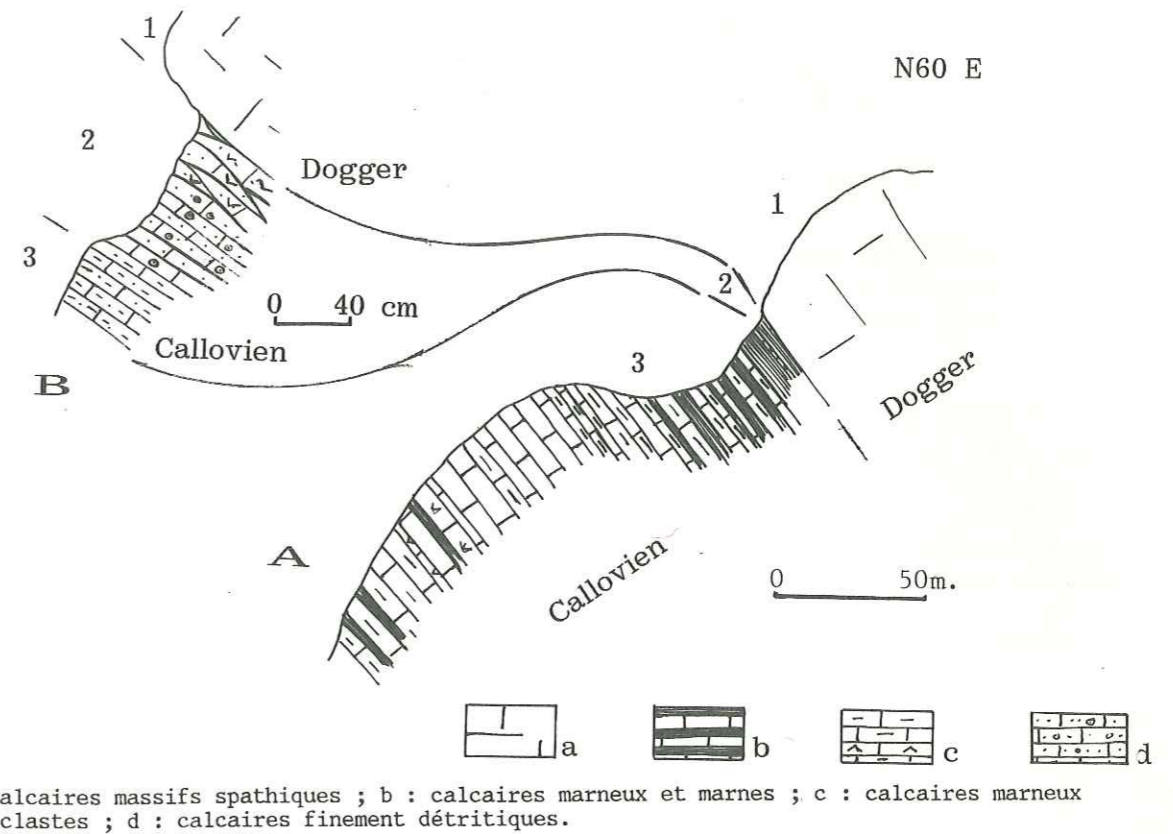 1
N60 E
2
Dogger
1
3
2
0 40 cm
Callovien
3
B
Dogger
A
Callovien
0 50m.
a
b
c
d
alcaires massifs spathiques ; b : calcaires marneux et marnes ; c : calcaires marneux
clastes ; d : calcaires finement détritiques.